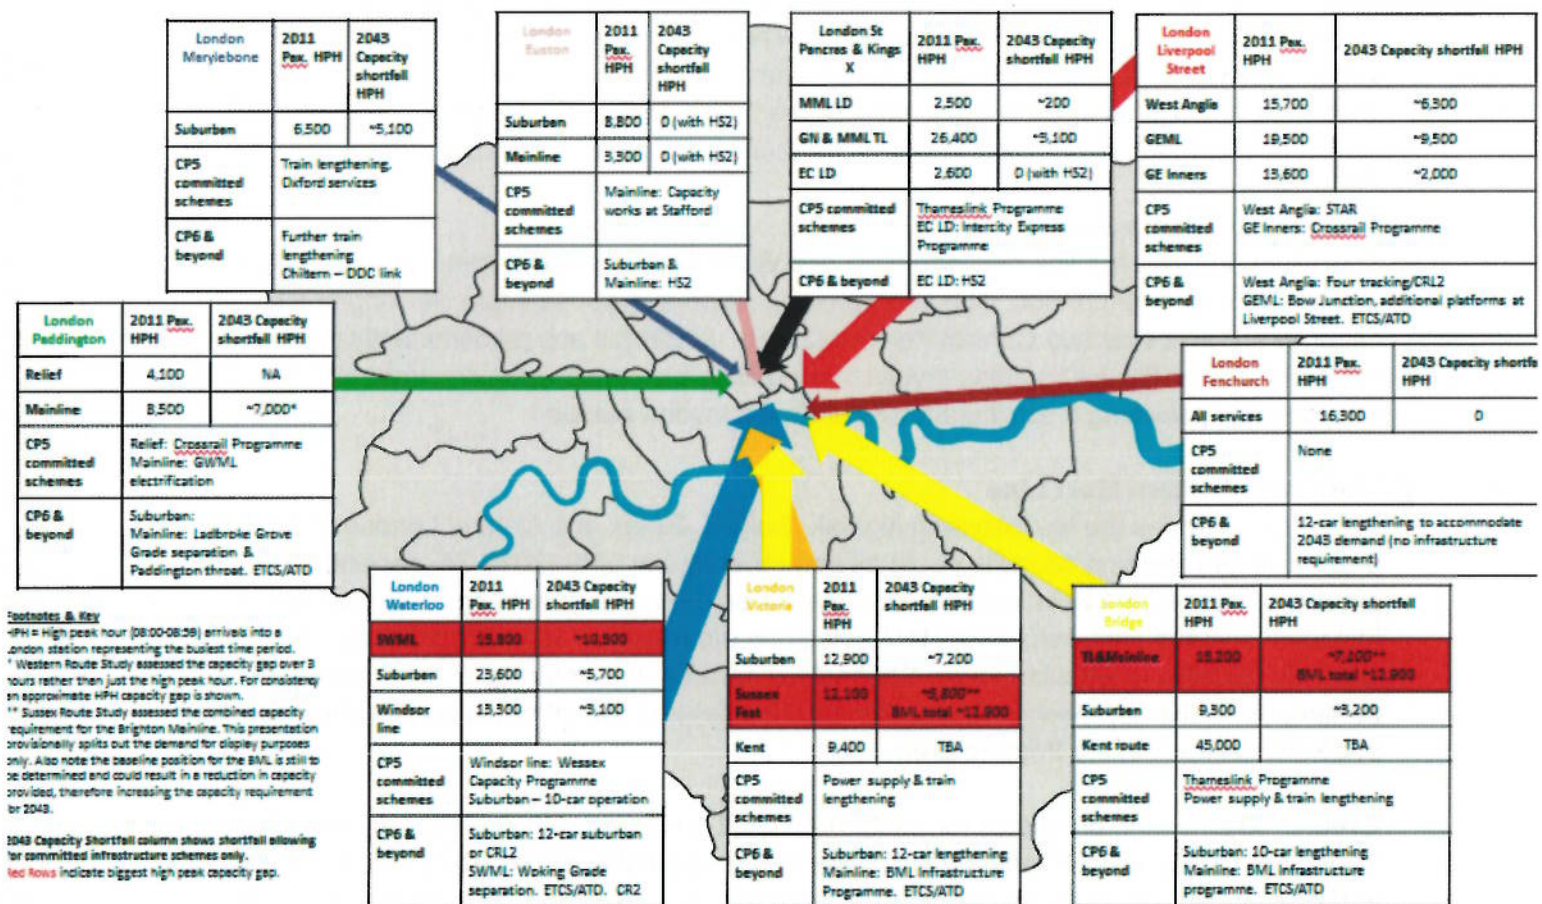 London Marylebone
2011 Pax. HPH
2043 Capacity shortfall HPH
Suburban 6,500 ~5,100
CP5 committed schemes
Train lengthening,
Oxford services
CP6 & beyond
Further train
lengthening
Chiltern – OOC link
London Euston
2011 Pax. HPH
2043 Capacity shortfall HPH
Suburban 8,800 0 (with HS2)
Mainline 3,300 0 (with HS2)
CP5 committed schemes
Mainline: Capacity
works at Stafford
CP6 & beyond
Suburban &
Mainline: HS2
London St Pancras & Kings X
2011 Pax. HPH
2043 Capacity shortfall HPH
MML LD 2,500 ~200
GN & MML TL 26,400 ~3,100
EC LD 2,600 0 (with HS2)
CP5 committed schemes
Thameslink Programme
EC LD: Intercity Express
Programme
CP6 & beyond EC LD: HS2
London Liverpool Street
2011 Pax. HPH
2043 Capacity shortfall HPH
West Anglia 15,700 ~6,300
GEML 19,500 ~9,500
GE Inners 13,600 ~2,000
CP5 committed schemes
West Anglia: STAR
GE Inners: Crossrail Programme
CP6 & beyond
West Anglia: Four tracking/CRL2
GEML: Bow Junction, additional platforms at
Liverpool Street. ETCS/ATO
London Paddington
2011 Pax. HPH
2043 Capacity shortfall HPH
Relief 4,100 NA
Mainline 8,500 ~7,000*
CP5 committed schemes
Relief: Crossrail Programme
Mainline: GWML
electrification
CP6 & beyond
Suburban:
Mainline: Ladbroke Grove
Grade separation &
Paddington throat. ETCS/ATO
London Fenchurch
2011 Pax. HPH
2043 Capacity shortfa
HPH
All services 16,300 0
CP5 committed schemes
None
CP6 & beyond
12-car lengthening to accommodate
2043 demand (no infrastructure
requirement)
London Waterloo
2011 Pax. HPH
2043 Capacity shortfall HPH
SWML ~10,500
Suburban 23,600 ~5,700
Windsor line 13,300 ~3,100
CP5 committed schemes
Windsor line: Wessex
Capacity Programme
Suburban – 10-car operation
CP6 & beyond
Suburban: 12-car suburban
or CRL2
SWML: Woking Grade
separation. ETCS/ATO. CR2
London Victoria
2011 Pax. HPH
2043 Capacity shortfall HPH
Suburban 12,900 ~7,200
Sussex Fast 12,100
BML total ~12,900
Kent 9,400 TBA
CP5 committed schemes
Power supply & train
lengthening
CP6 & beyond
Suburban: 12-car lengthening
Mainline: BML Infrastructure
Programme. ETCS/ATO
London Bridge
2011 Pax. HPH
2043 Capacity shortfall HPH
TL&Mainline
BML total ~12,900
Suburban 9,300 ~3,200
Kent route 45,000 TBA
CP5 committed schemes
Thameslink Programme
Power supply & train lengthening
CP6 & beyond
Suburban: 10-car lengthening
Mainline: BML Infrastructure
programme. ETCS/ATO
Footnotes & Key
HPH = High peak hour (08:00-08:59) arrivals into a
London station representing the busiest time period.
* Western Route Study assessed the capacity gap over 3
hours rather than just the high peak hour. For consistency
an approximate HPH capacity gap is shown.
** Sussex Route Study assessed the combined capacity
requirement for the Brighton Mainline. This presentation
provisionally splits out the demand for display purposes
only. Also note the baseline position for the BML is still to
be determined and could result in a reduction in capacity
provided, therefore increasing the capacity requirement
for 2043.
2043 Capacity Shortfall column shows shortfall allowing
for committed infrastructure schemes only.
Red Rows indicate biggest high peak capacity gap.